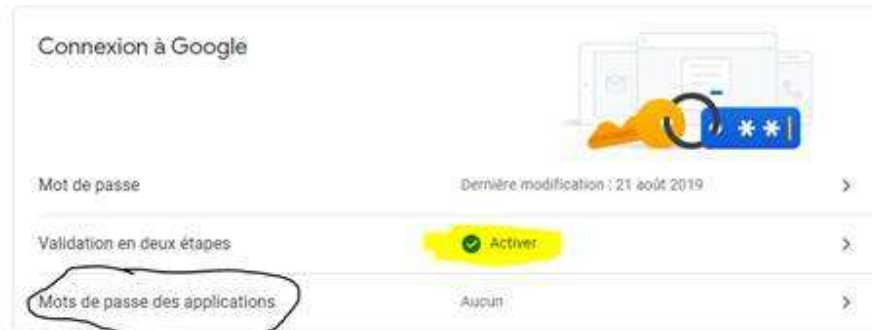 Connexion à Google
**
Mot de passe Dernière modification : 21 août 2019
Validation en deux étapes Activer
Mots de passe des applications Aucun